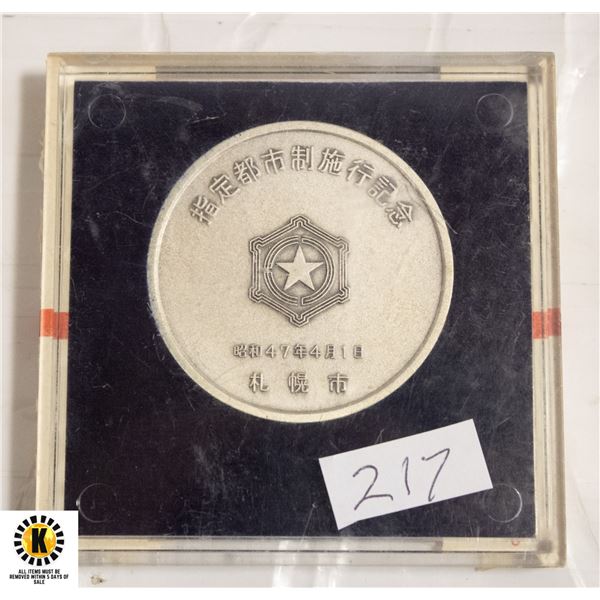 指定都市制施行記念
昭和47年4月1日
札幌市
217
K
ALL ITEMS MUST BE
REMOVED WITHIN 5 DAYS OF
SALE